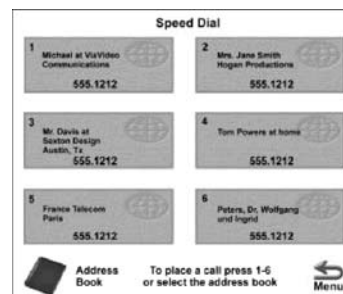 Speed Dial
1
Michael at ViaVideo
Communications
555.1212
2
Mrs. Jane Smith
Hogan Productions
555.1212
3
Mr. Davis at
Saxton Design
Austin, Tx
555.1212
4
Tom Powers at home
555.1212
5
France Telecom
Paris
555.1212
6
Peters, Dr. Wolfgang
und Ingrid
555.1212
Address
Book
To place a call press 1-6
or select the address book
Menu